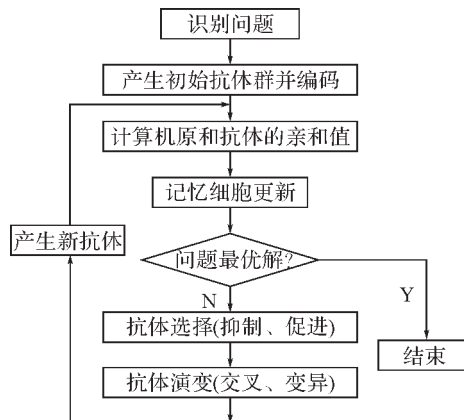 识别问题
产生初始抗体群并编码
计算机原和抗体的亲和值
记忆细胞更新
产生新抗体
问题最优解?
N
Y
抗体选择(抑制、促进)
结束
抗体演变(交叉、变异)